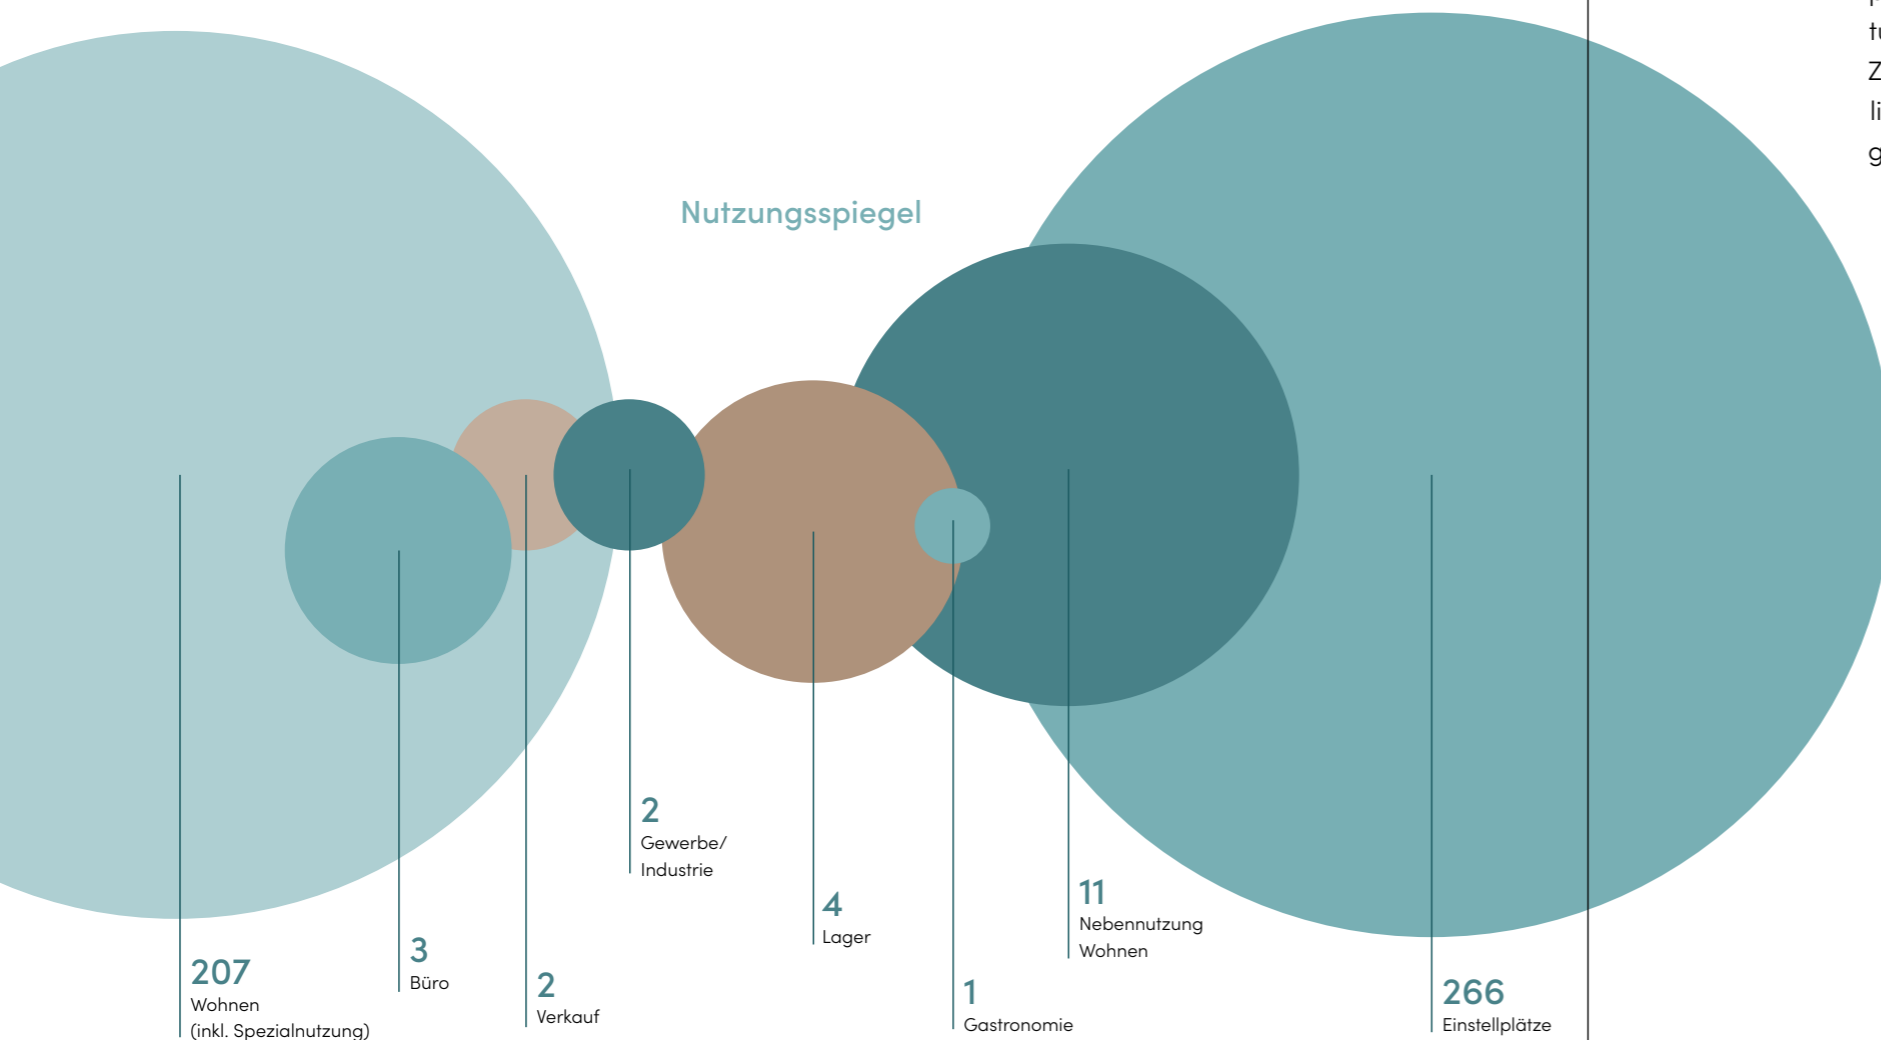 Nutzungsspiegel
207
Wohnen
(inkl. Spezialnutzung)
3
Büro
2
Verkauf
2
Gewerbe/
Industrie
4
Lager
1
Gastronomie
11
Nebennutzung
Wohnen
266
Einstellplätze